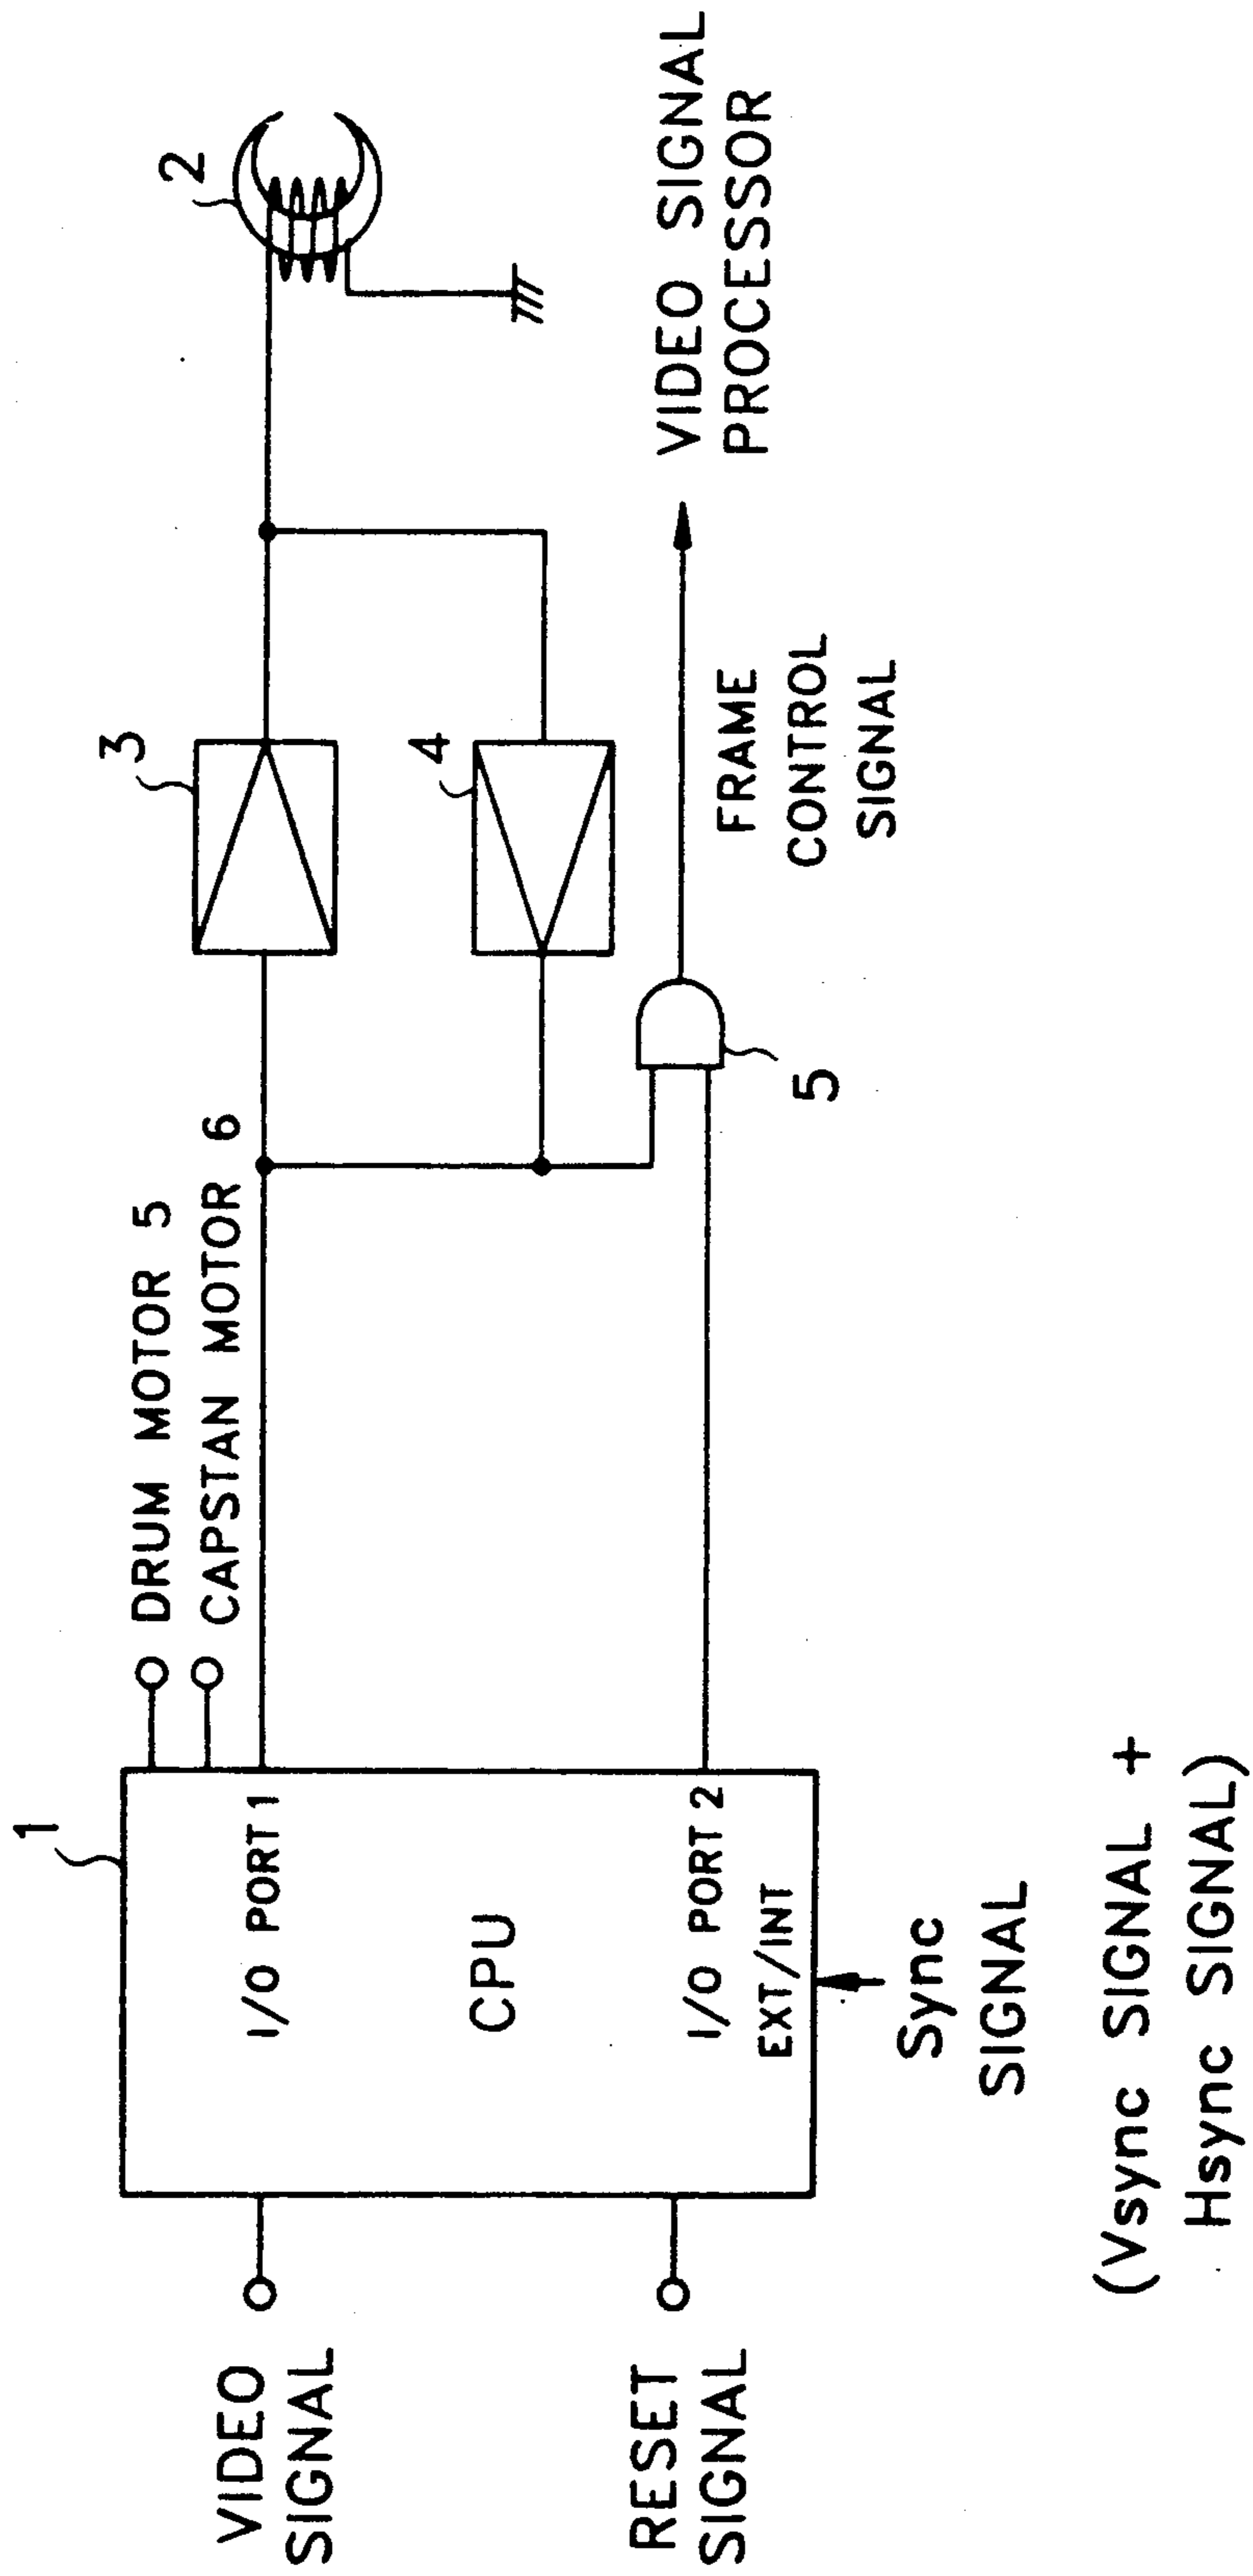 VIDEO
SIGNAL
RESET
SIGNAL
1
I/O PORT 1
CPU
I/O PORT 2
EXT/INT
Sync
SIGNAL
(Vsync SIGNAL +
Hsync SIGNAL)
DRUM MOTOR 5
CAPSTAN MOTOR 6
3
4
5
2
FRAME
CONTROL
SIGNAL
VIDEO SIGNAL
PROCESSOR